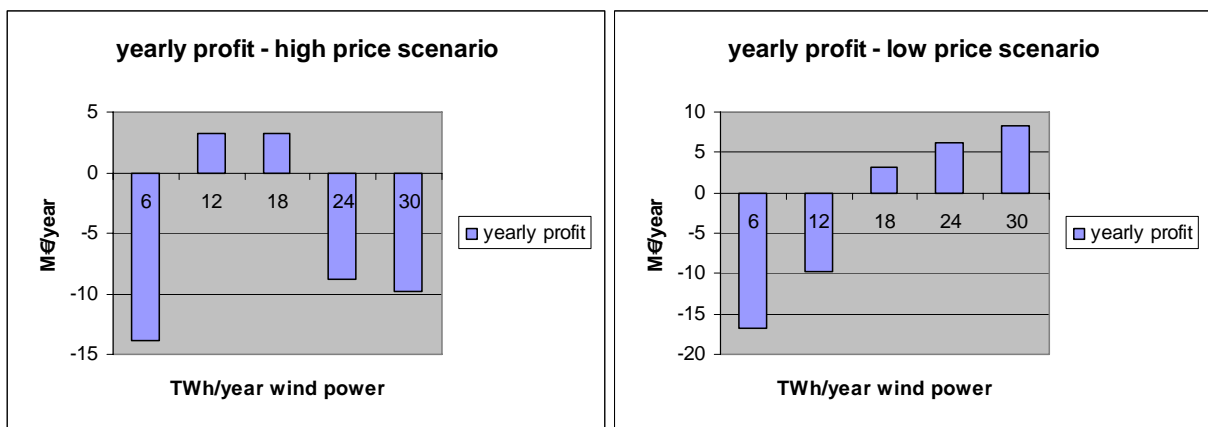 yearly profit - high price scenario
5
0
-5
-10
-15
6 12 18 24 30
M€/year
TWh/year wind power
yearly profit
yearly profit - low price scenario
10
5
0
-5
-10
-15
-20
6 12 18 24 30
M€/year
TWh/year wind power
yearly profit